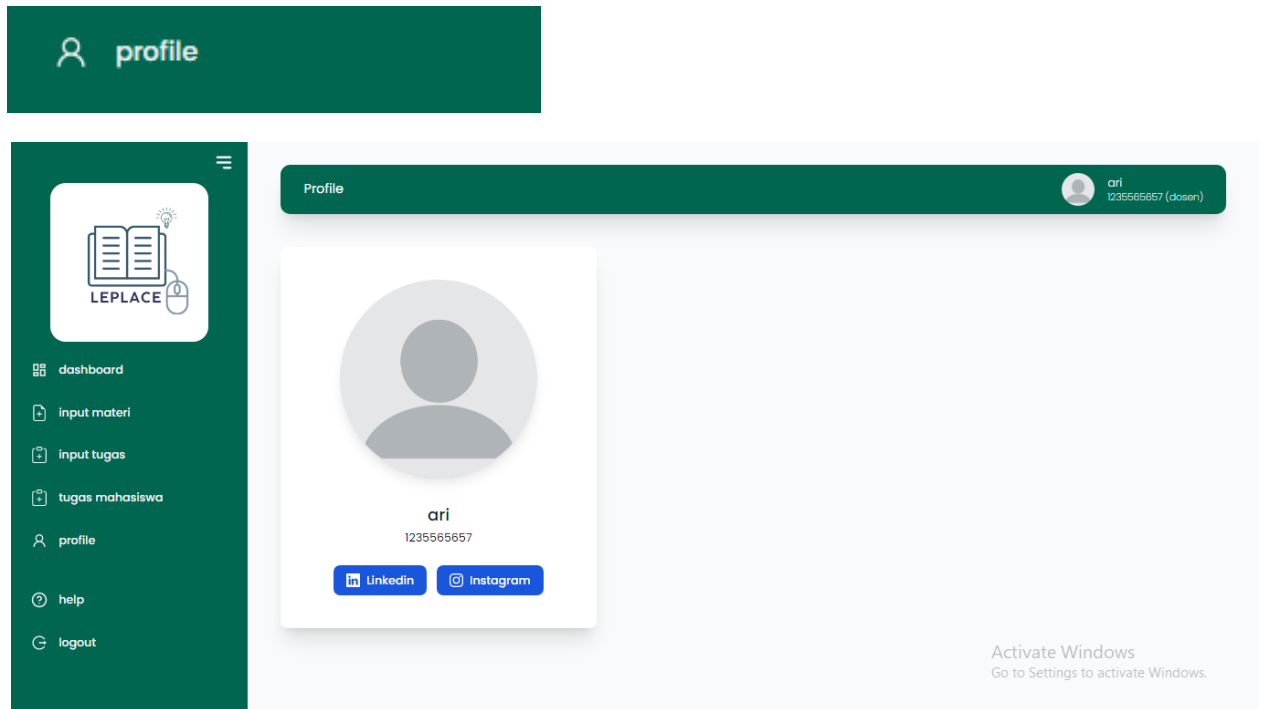 profile
LEPLACE
dashboard
input materi
input tugas
tugas mahasiswa
profile
help
logout
Profile
ari
1235565657 (dosen)
ari
1235565657
in Linkedin
Instagram
Activate Windows
Go to Settings to activate Windows.